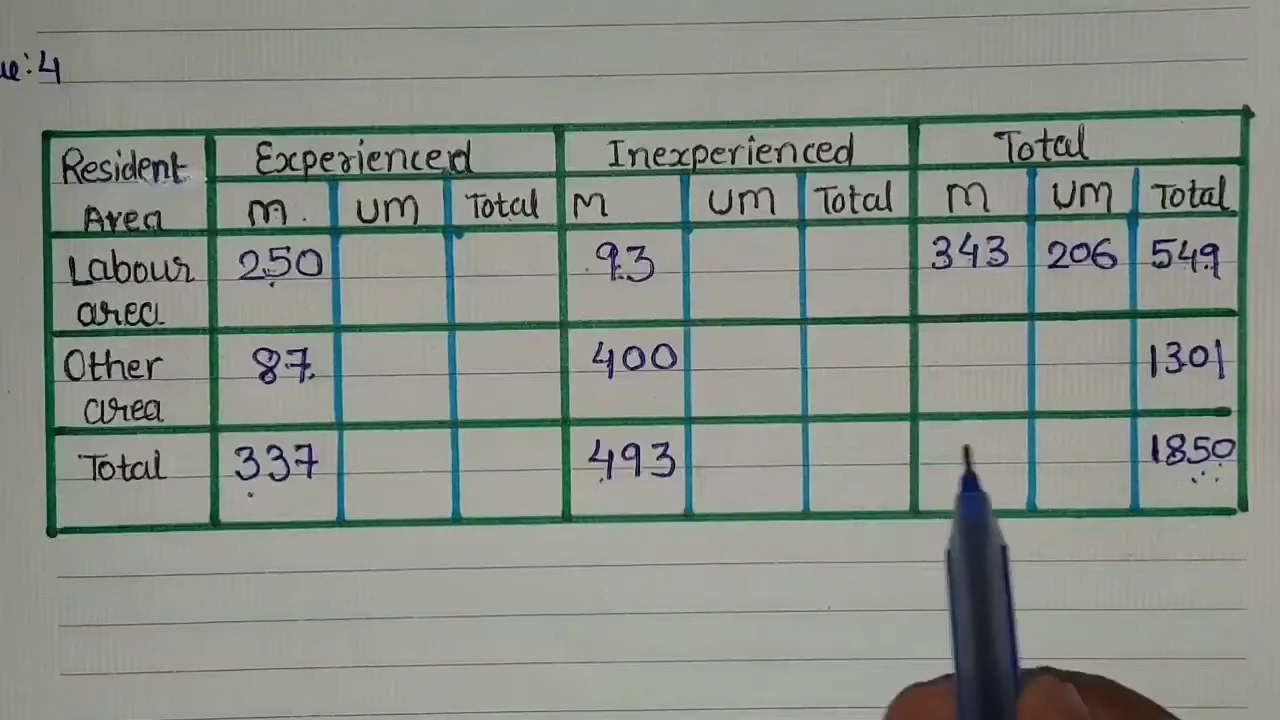 :4
Resident Area Experienced Inexperienced Total
M UM Total M UM Total M UM Total
Labour area 250 93 343 206 549
Other area 87 400 1301
Total 337 493 1850